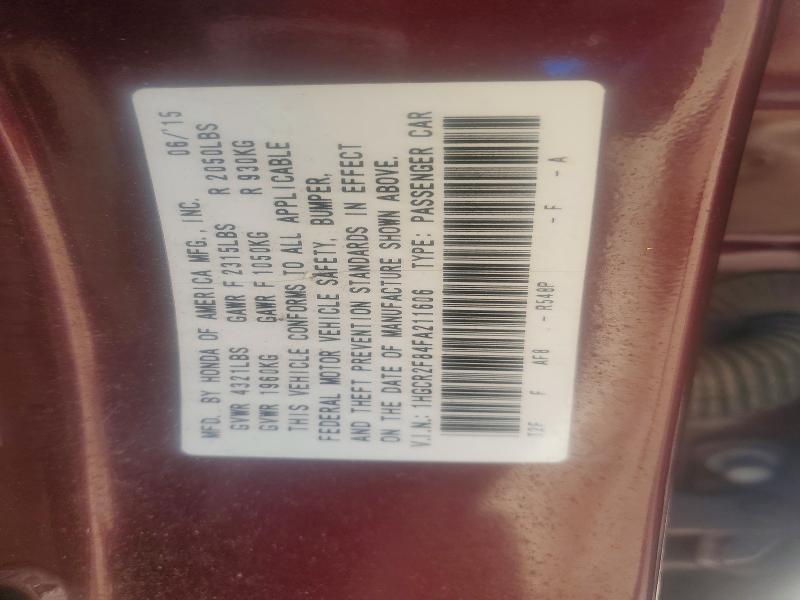 MFD. BY HONDA OF AMERICA MFG., INC. 06/'15
GVWR 4321LBS GAWR F 2315LBS R 2050LBS
GVWR 1960KG GAWR F 1050KG R 930KG
THIS VEHICLE CONFORMS TO ALL APPLICABLE
FEDERAL MOTOR VEHICLE SAFETY, BUMPER,
AND THEFT PREVENTION STANDARDS IN EFFECT
ON THE DATE OF MANUFACTURE SHOWN ABOVE.
V.I.N.: 1HGCR2F84FA211606 TYPE: PASSENGER CAR
T2F F AF8 - R548P - F - A